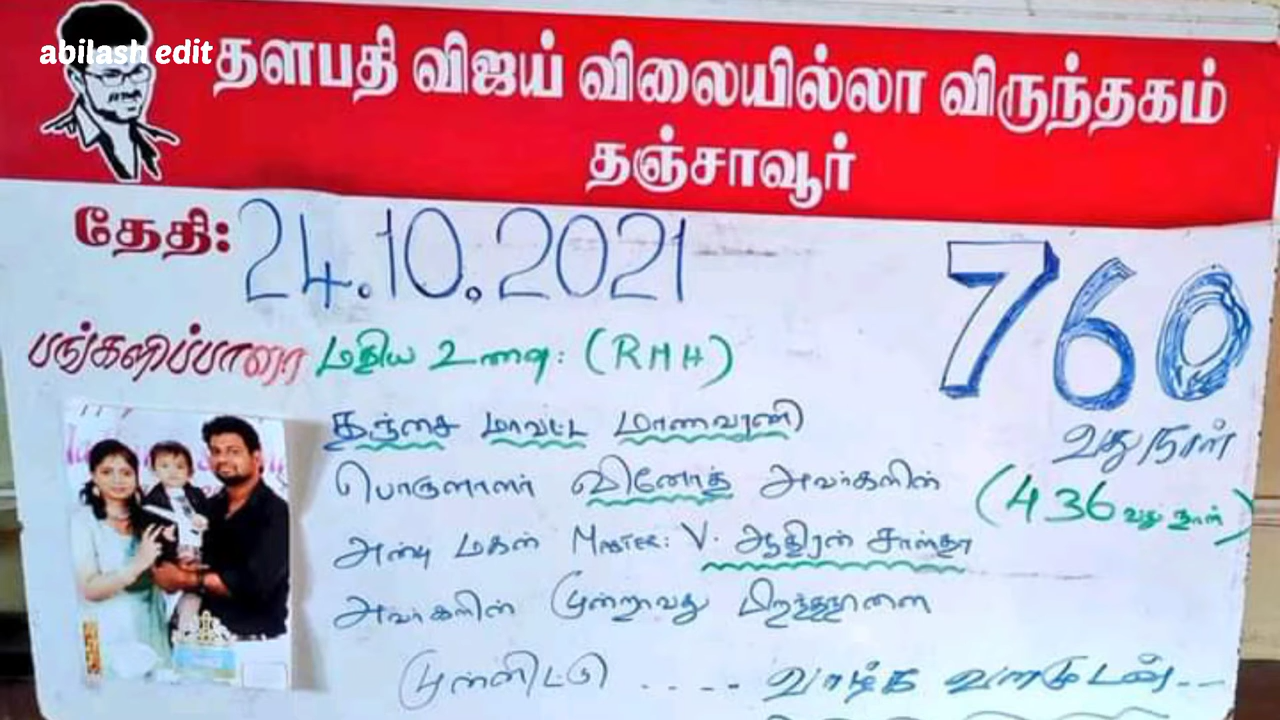 abilash edit
தளபதி விஜய் விலையில்லா விருந்தகம்
தஞ்சாவூர்
தேதி: 24.10.2021
760
வது நாள்
(436 வது நாள்)
பங்களிப்பாளர் மதிய உணவு: (RMH)
தஞ்சை மாவட்ட மாணவரணி
பொருளாளர் வினோத் அவர்களின்
அன்பு மகன் Master: V. ஆதிரன் சாஸ்தா
அவர்களின் மூன்றாவது பிறந்தநாளை
முன்னிட்டு ..... வாழ்க வளமுடன்..